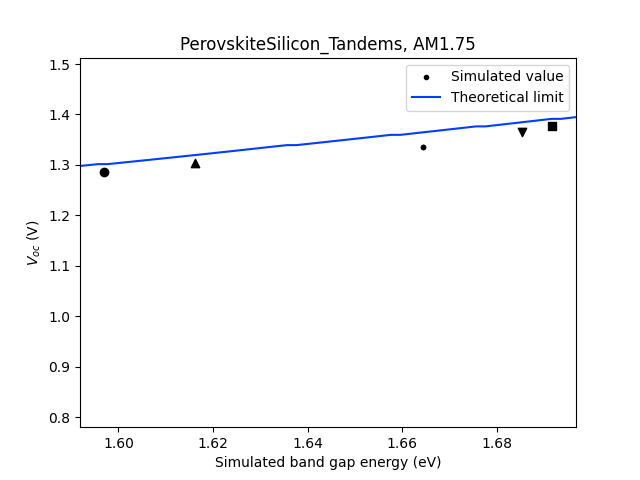 PerovskiteSilicon_Tandems, AM1.75
Simulated value
Theoretical limit
1.5
1.4
1.3
1.2
1.1
1.0
0.9
0.8
V_oc (V)
1.60 1.62 1.64 1.66 1.68
Simulated band gap energy (eV)